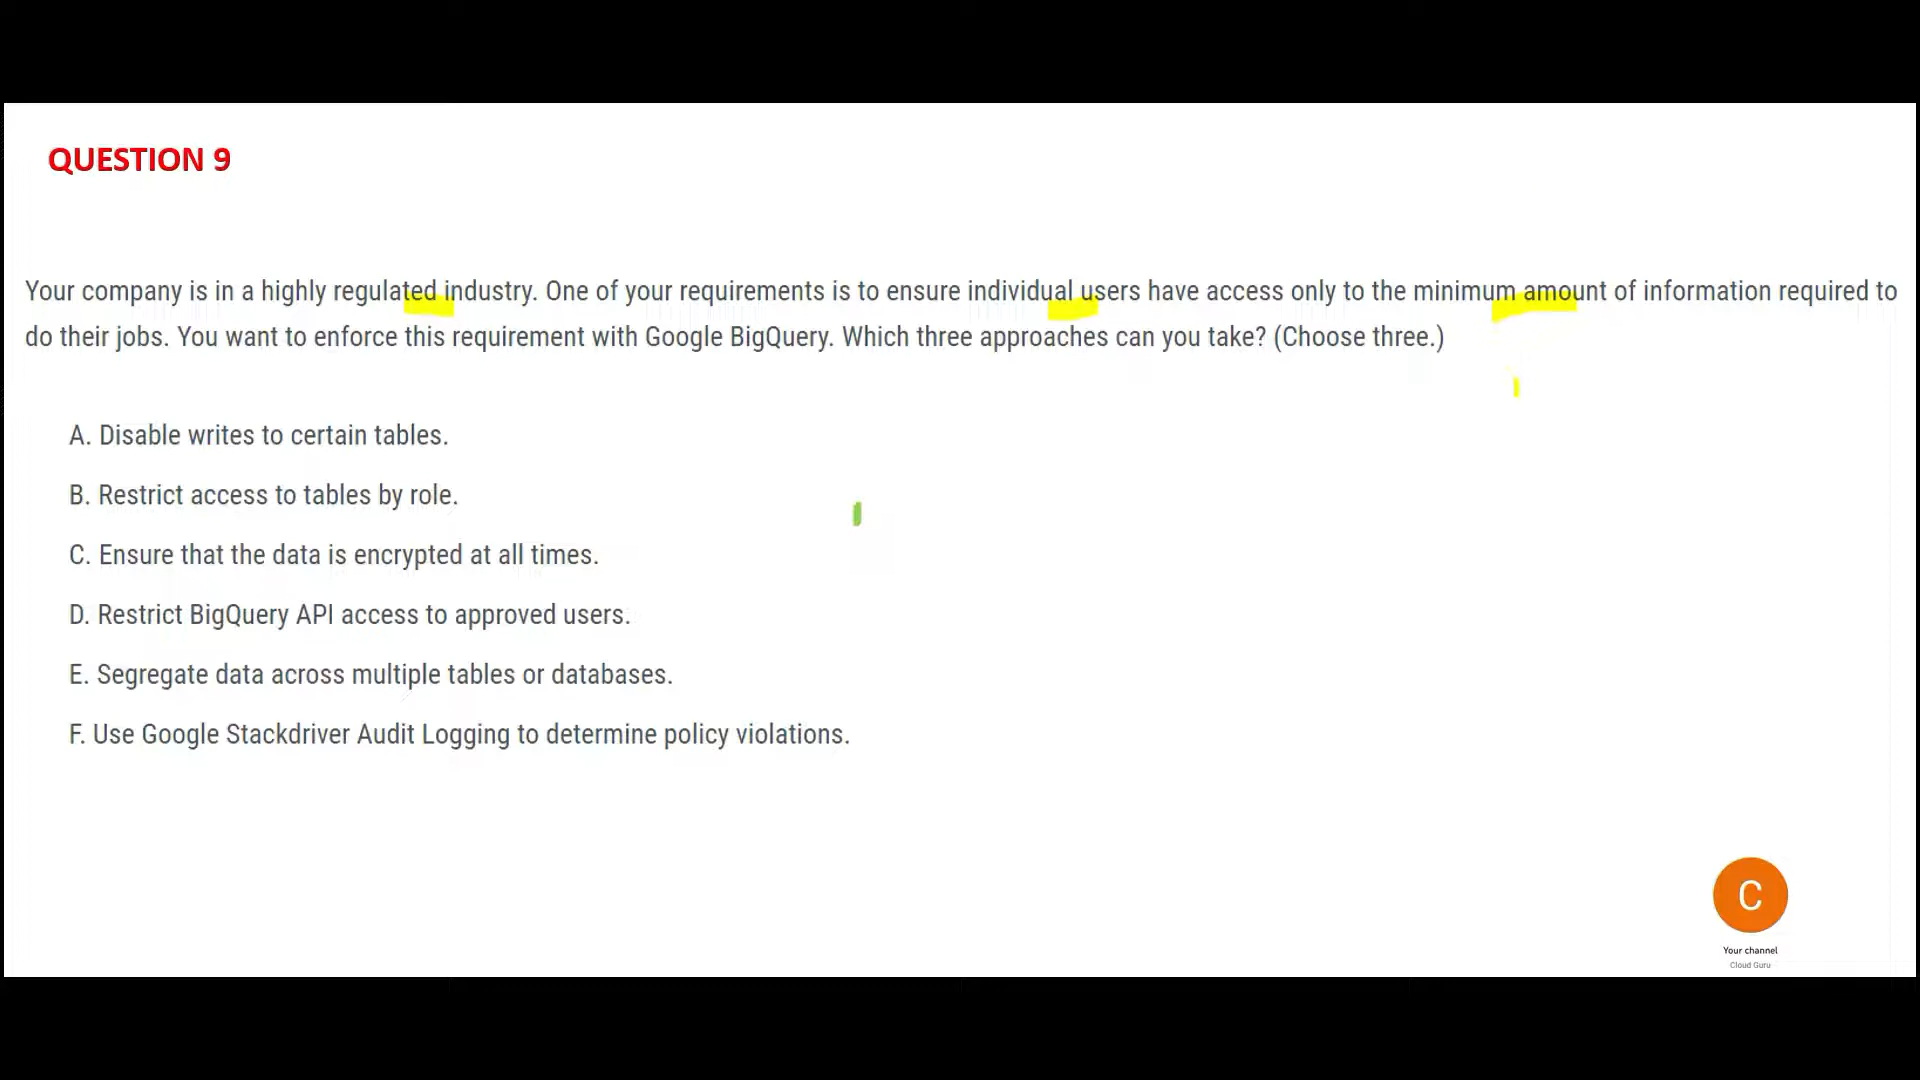 QUESTION 9
Your company is in a highly regulated industry. One of your requirements is to ensure individual users have access only to the minimum amount of information required to
do their jobs. You want to enforce this requirement with Google BigQuery. Which three approaches can you take? (Choose three.)
A. Disable writes to certain tables.
B. Restrict access to tables by role.
C. Ensure that the data is encrypted at all times.
D. Restrict BigQuery API access to approved users.
E. Segregate data across multiple tables or databases.
F. Use Google Stackdriver Audit Logging to determine policy violations.
C
Your channel
Cloud Guru